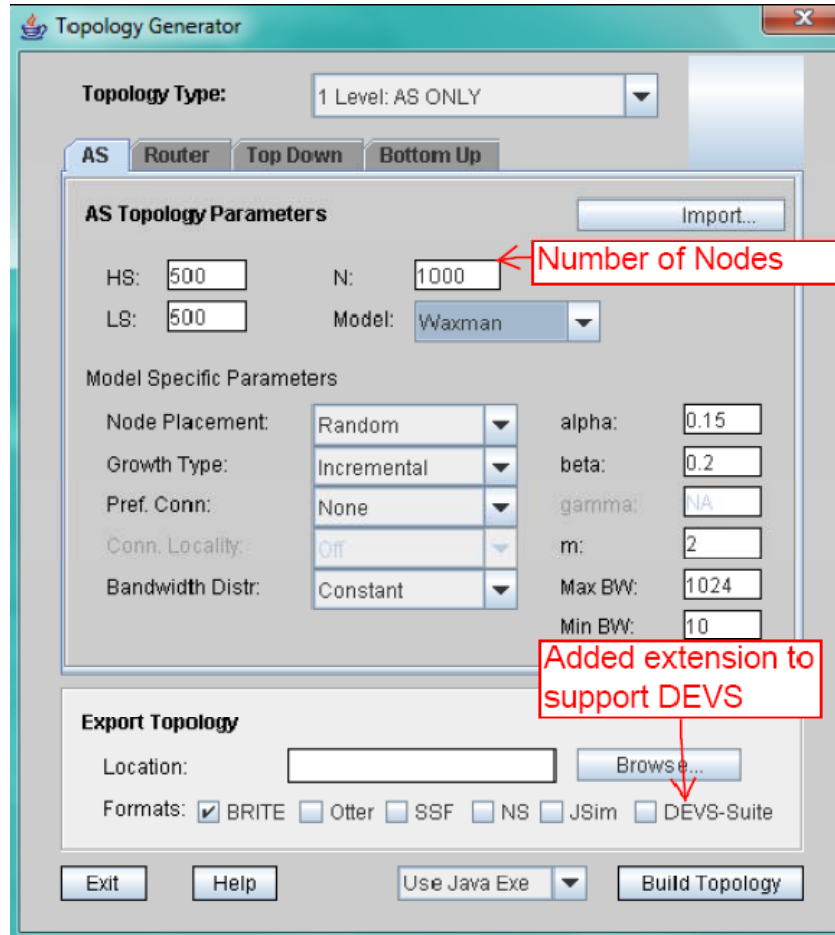 Topology Generator
Topology Type: 1 Level: AS ONLY
AS Router Top Down Bottom Up
AS Topology Parameters Import...
HS: 500 N: 1000 Number of Nodes
LS: 500 Model: Waxman
Model Specific Parameters
Node Placement: Random alpha: 0.15
Growth Type: Incremental beta: 0.2
Pref. Conn: None gamma: NA
Conn. Locality: Off m: 2
Bandwidth Distr: Constant Max BW: 1024
Min BW: 10
Added extension to
support DEVS
Export Topology
Location: Browse...
Formats: BRITE Otter SSF NS JSim DEVS-Suite
Exit Help Use Java Exe Build Topology